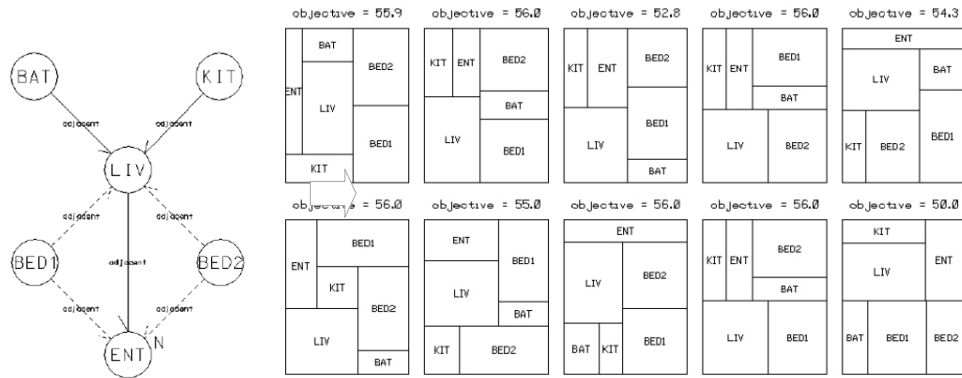 BAT
KIT
adjacent
adjacent
LIV
adjacent
adjacent
BED1
adjacent
BED2
adjacent
adjacent
ENT
N
objective = 55.9
ENT
BAT
LIV
BED2
BED1
KIT
objective = 56.0
KIT
ENT
BED2
BAT
LIV
BED1
objective = 52.8
KIT
ENT
BED2
LIV
BED1
BAT
objective = 56.0
KIT
ENT
BED1
BAT
LIV
BED2
objective = 54.3
ENT
LIV
BAT
KIT
BED2
BED1
objective = 56.0
ENT
BED1
KIT
BED2
LIV
BAT
objective = 55.0
ENT
BED1
LIV
BAT
KIT
BED2
objective = 56.0
ENT
LIV
BED2
BAT
KIT
BED1
objective = 56.0
KIT
ENT
BED2
BAT
LIV
BED1
objective = 50.0
KIT
ENT
LIV
BAT
BED1
BED2